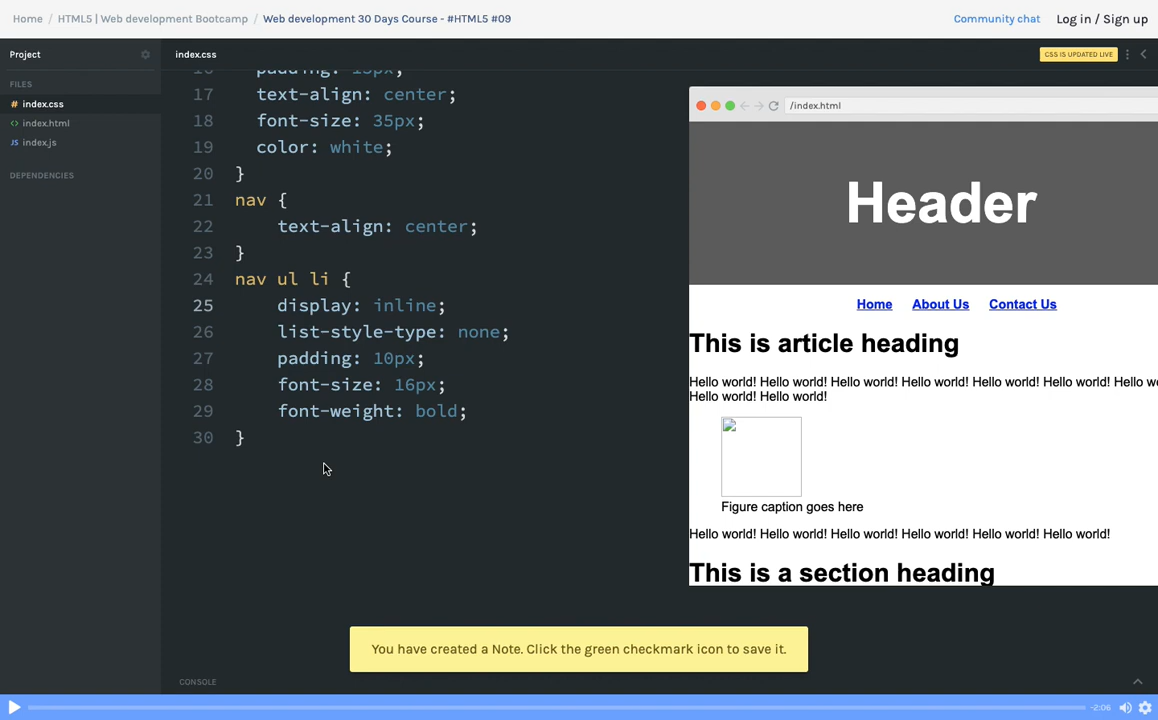 Home / HTML5 | Web development Bootcamp / Web development 30 Days Course - #HTML5 #09
Community chat
Log in / Sign up
Project
FILES
# index.css
<> index.html
JS index.js
DEPENDENCIES
index.css
CSS IS UPDATED LIVE
16 padding: 15px;
17 text-align: center;
18 font-size: 35px;
19 color: white;
20 }
21 nav {
22 text-align: center;
23 }
24 nav ul li {
25 display: inline;
26 list-style-type: none;
27 padding: 10px;
28 font-size: 16px;
29 font-weight: bold;
30 }
/index.html
Header
Home About Us Contact Us
This is article heading
Hello world! Hello world! Hello world! Hello world! Hello world! Hello world! Hello w
Hello world! Hello world!
Figure caption goes here
Hello world! Hello world! Hello world! Hello world! Hello world! Hello world!
This is a section heading
You have created a Note. Click the green checkmark icon to save it.
CONSOLE
-2:06